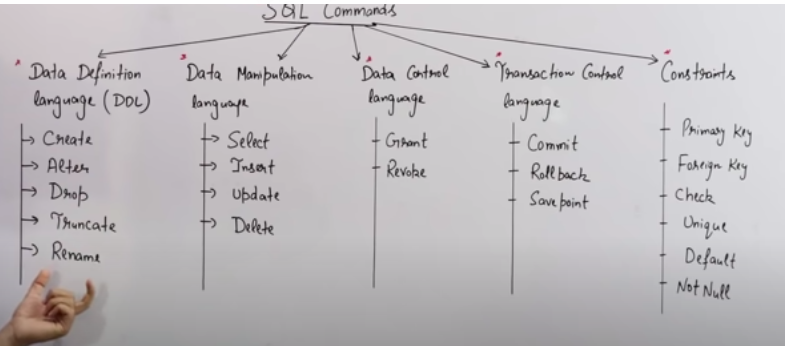 SQL Commands
Data Definition
language (DDL)
→ Create
→ Alter
→ Drop
→ Truncate
→ Rename
Data Manipulation
language
→ Select
→ Insert
→ Update
→ Delete
Data Control
language
- Grant
- Revoke
Transaction Control
language
- Commit
- Rollback
- Savepoint
Constraints
- Primary Key
- Foreign Key
- Check
- Unique
- Default
- Not Null